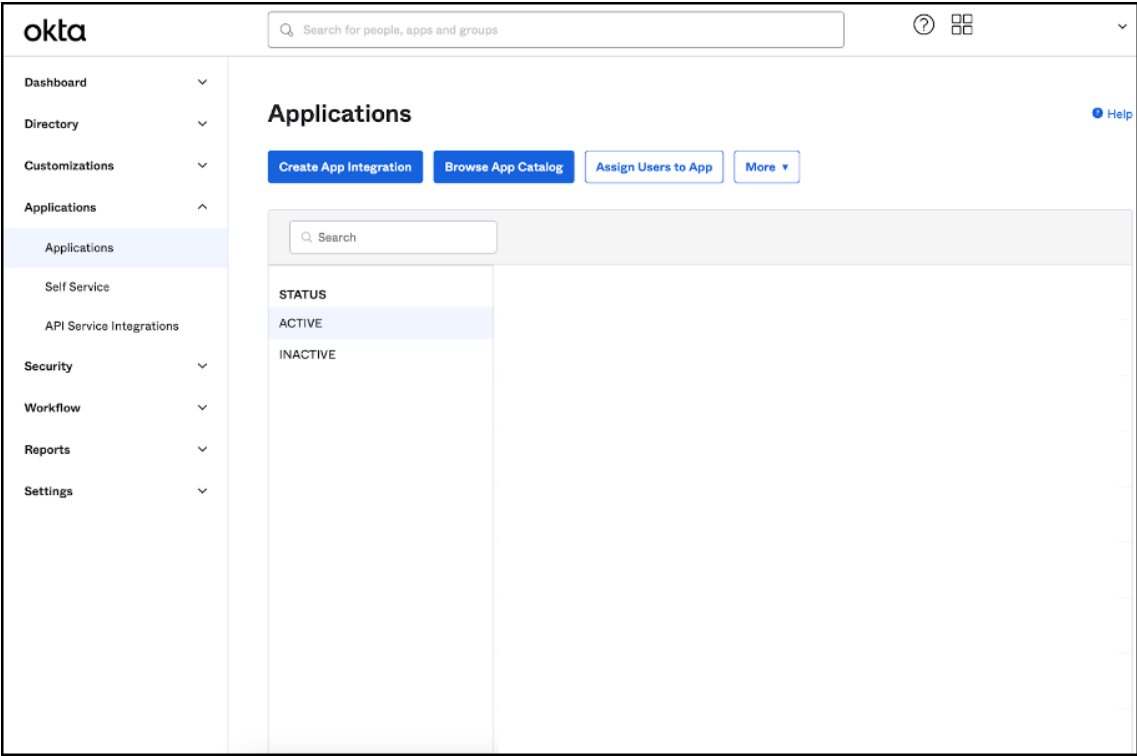 okta
Search for people, apps and groups
Dashboard
Directory
Customizations
Applications
Applications
Self Service
API Service Integrations
Security
Workflow
Reports
Settings
Applications
Help
Create App Integration
Browse App Catalog
Assign Users to App
More
Search
STATUS
ACTIVE
INACTIVE